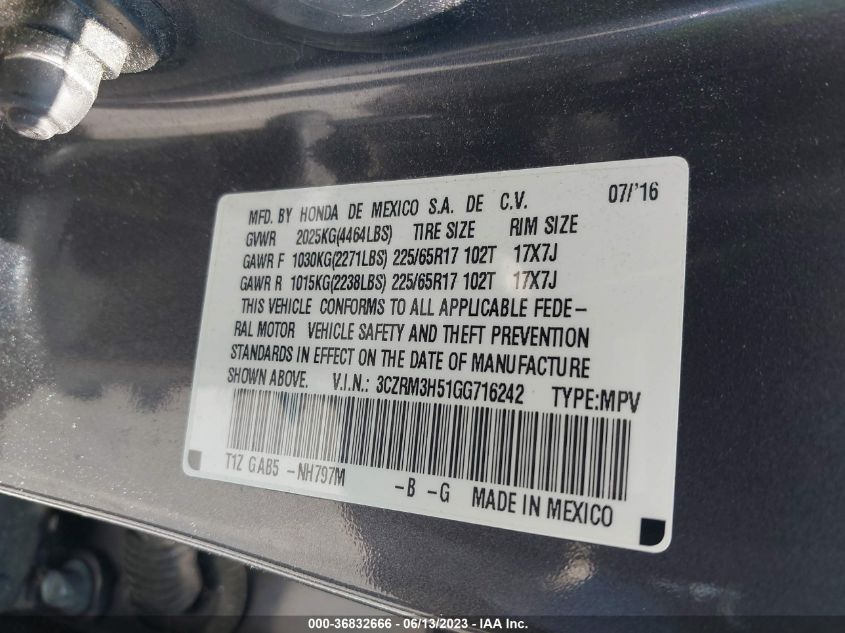 MFD. BY HONDA DE MEXICO S.A. DE C.V. 07/'16
GVWR 2025KG(4464LBS) TIRE SIZE RIM SIZE
GAWR F 1030KG(2271LBS) 225/65R17 102T 17X7J
GAWR R 1015KG(2238LBS) 225/65R17 102T 17X7J
THIS VEHICLE CONFORMS TO ALL APPLICABLE FEDE-
RAL MOTOR VEHICLE SAFETY AND THEFT PREVENTION
STANDARDS IN EFFECT ON THE DATE OF MANUFACTURE
SHOWN ABOVE. V.I.N.: 3CZRM3H51GG716242 TYPE:MPV
T1Z GAB5 -NH797M -B -G MADE IN MEXICO
000-36832666 - 06/13/2023 - IAA Inc.